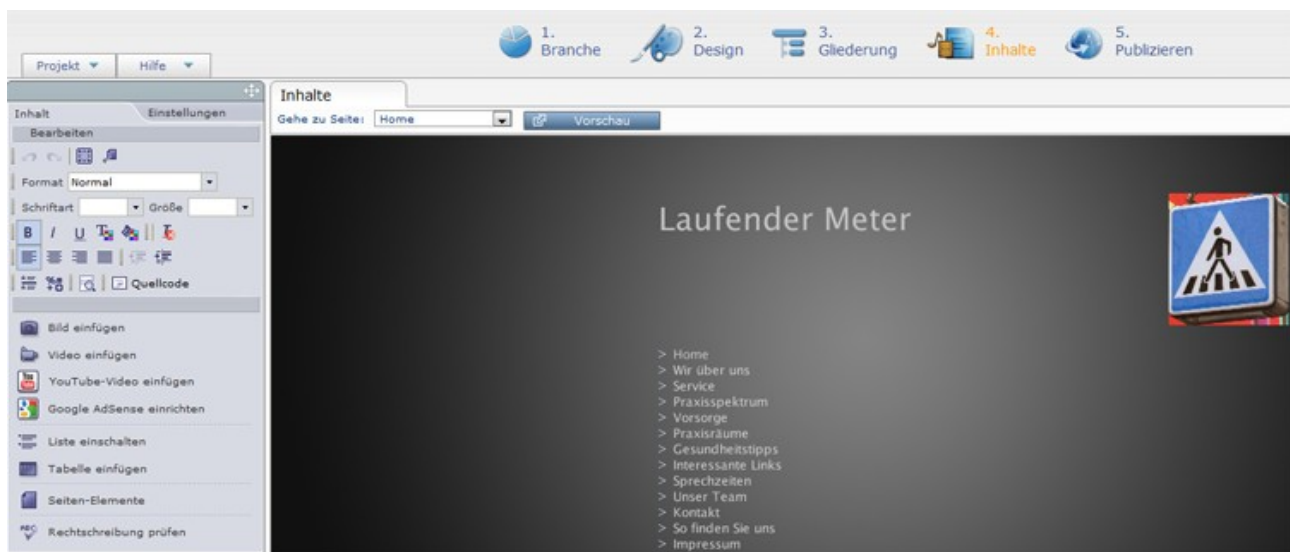 1.
Branche
2.
Design
3.
Gliederung
4.
Inhalte
5.
Publizieren
Projekt
Hilfe
Inhalt
Einstellungen
Bearbeiten
Format Normal
Schriftart
Größe
B I U
Quellcode
Bild einfügen
Video einfügen
YouTube-Video einfügen
Google AdSense einrichten
Liste einschalten
Tabelle einfügen
Seiten-Elemente
ABC
Rechtschreibung prüfen
Inhalte
Gehe zu Seite: Home
Vorschau
Laufender Meter
> Home
> Wir über uns
> Service
> Praxisspektrum
> Vorsorge
> Praxisräume
> Gesundheitstipps
> Interessante Links
> Sprechzeiten
> Unser Team
> Kontakt
> So finden Sie uns
> Impressum